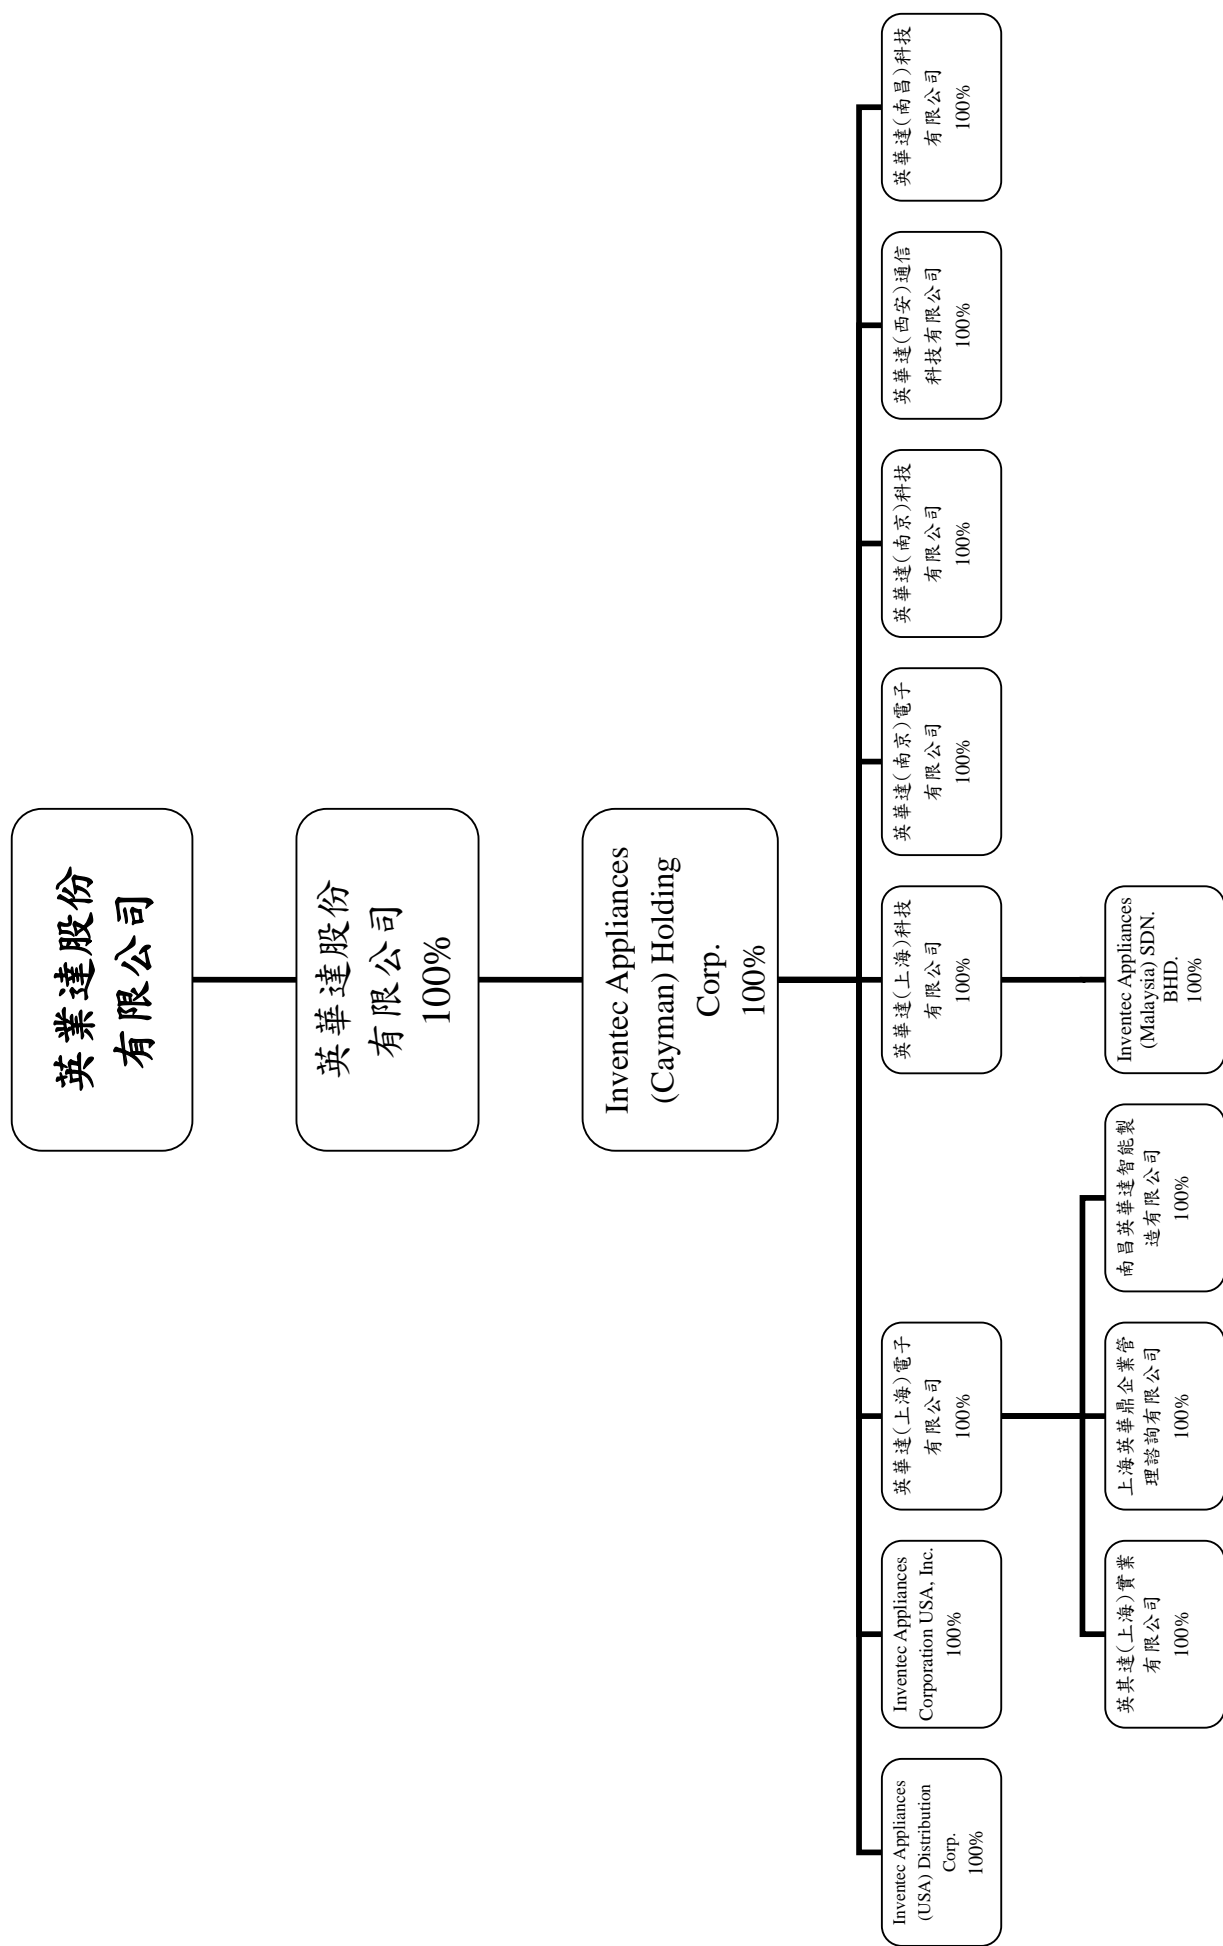 英業達股份
有限公司
英華達股份
有限公司
100%
Inventec Appliances
(Cayman) Holding
Corp.
100%
Inventec Appliances
(USA) Distribution
Corp.
100%
Inventec Appliances
Corporation USA, Inc.
100%
英華達(上海)電子
有限公司
100%
英華達(上海)科技
有限公司
100%
英華達(南京)電子
有限公司
100%
英華達(南京)科技
有限公司
100%
英華達(西安)通信
科技有限公司
100%
英華達(南昌)科技
有限公司
100%
英其達(上海)實業
有限公司
100%
上海英華鼎企業管
理諮詢有限公司
100%
南昌英華達智能製
造有限公司
100%
Inventec Appliances
(Malaysia) SDN.
BHD.
100%